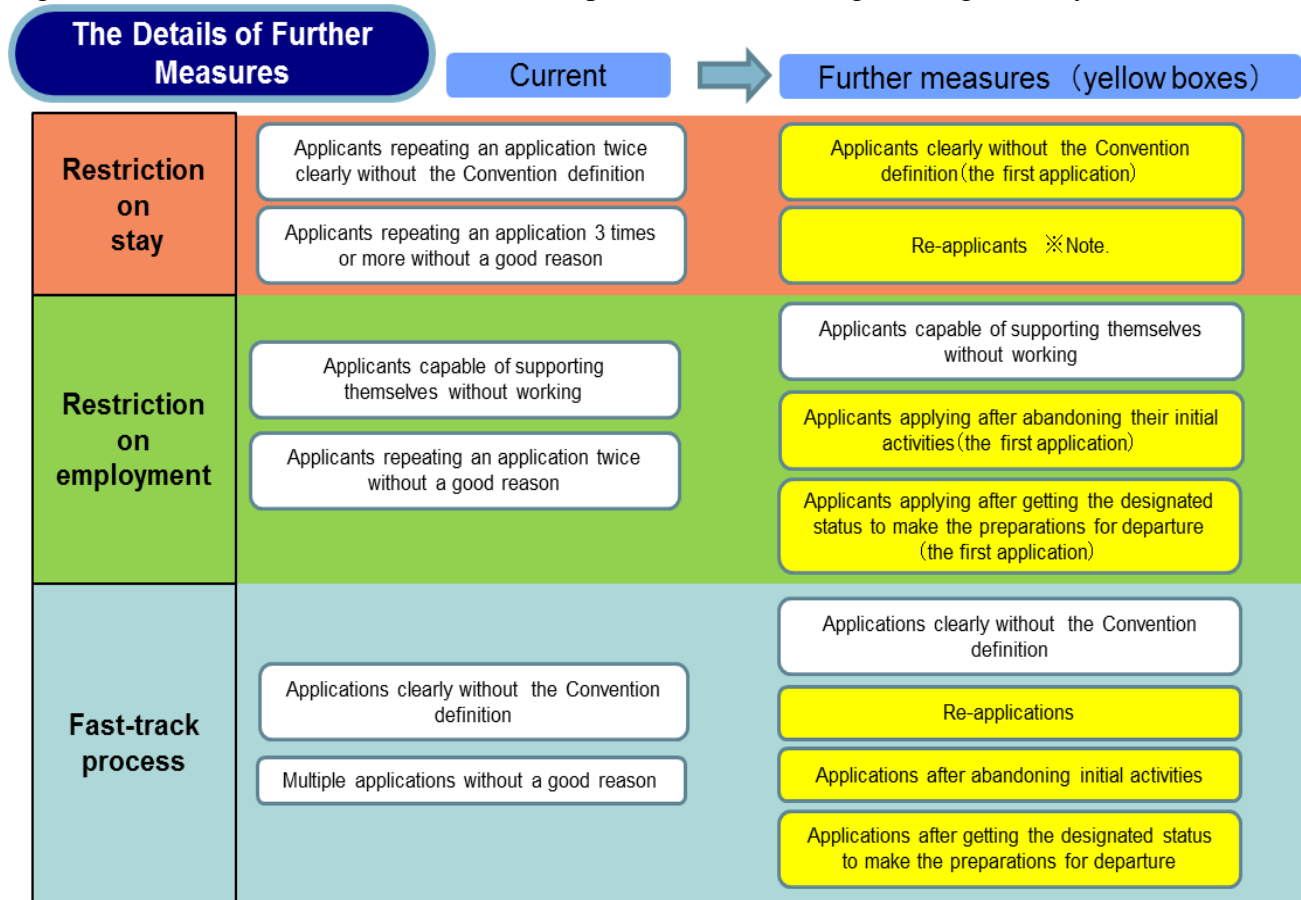 The Details of Further
Measures
Current
Further measures (yellow boxes)
Restriction
on
stay
Applicants repeating an application twice
clearly without the Convention definition
Applicants repeating an application 3 times
or more without a good reason
Applicants clearly without the Convention
definition(the first application)
Re-applicants ※Note.
Restriction
on
employment
Applicants capable of supporting
themselves without working
Applicants repeating an application twice
without a good reason
Applicants capable of supporting themselves
without working
Applicants applying after abandoning their initial
activities(the first application)
Applicants applying after getting the designated
status to make the preparations for departure
(the first application)
Fast-track
process
Applications clearly without the Convention
definition
Multiple applications without a good reason
Applications clearly without the Convention
definition
Re-applications
Applications after abandoning initial activities
Applications after getting the designated status
to make the preparations for departure